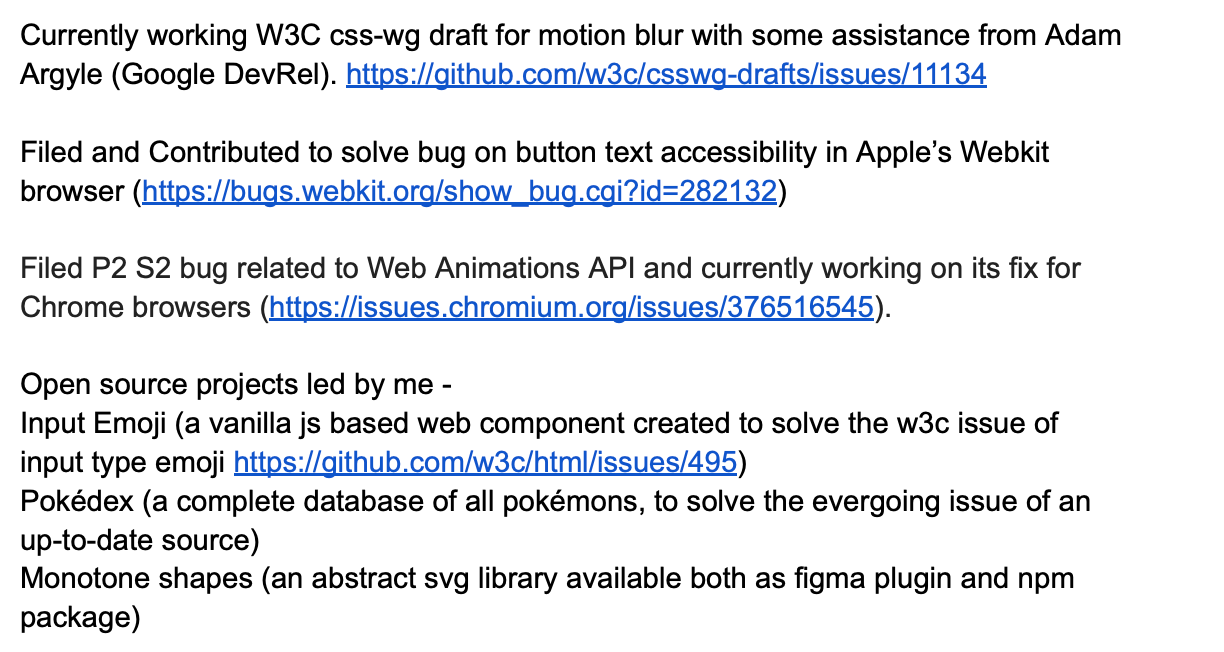 Currently working W3C css-wg draft for motion blur with some assistance from Adam
Argyle (Google DevRel). https://github.com/w3c/csswg-drafts/issues/11134
Filed and Contributed to solve bug on button text accessibility in Apple’s Webkit
browser (https://bugs.webkit.org/show_bug.cgi?id=282132)
Filed P2 S2 bug related to Web Animations API and currently working on its fix for
Chrome browsers (https://issues.chromium.org/issues/376516545).
Open source projects led by me -
Input Emoji (a vanilla js based web component created to solve the w3c issue of
input type emoji https://github.com/w3c/html/issues/495)
Pokédex (a complete database of all pokémons, to solve the evergoing issue of an
up-to-date source)
Monotone shapes (an abstract svg library available both as figma plugin and npm
package)